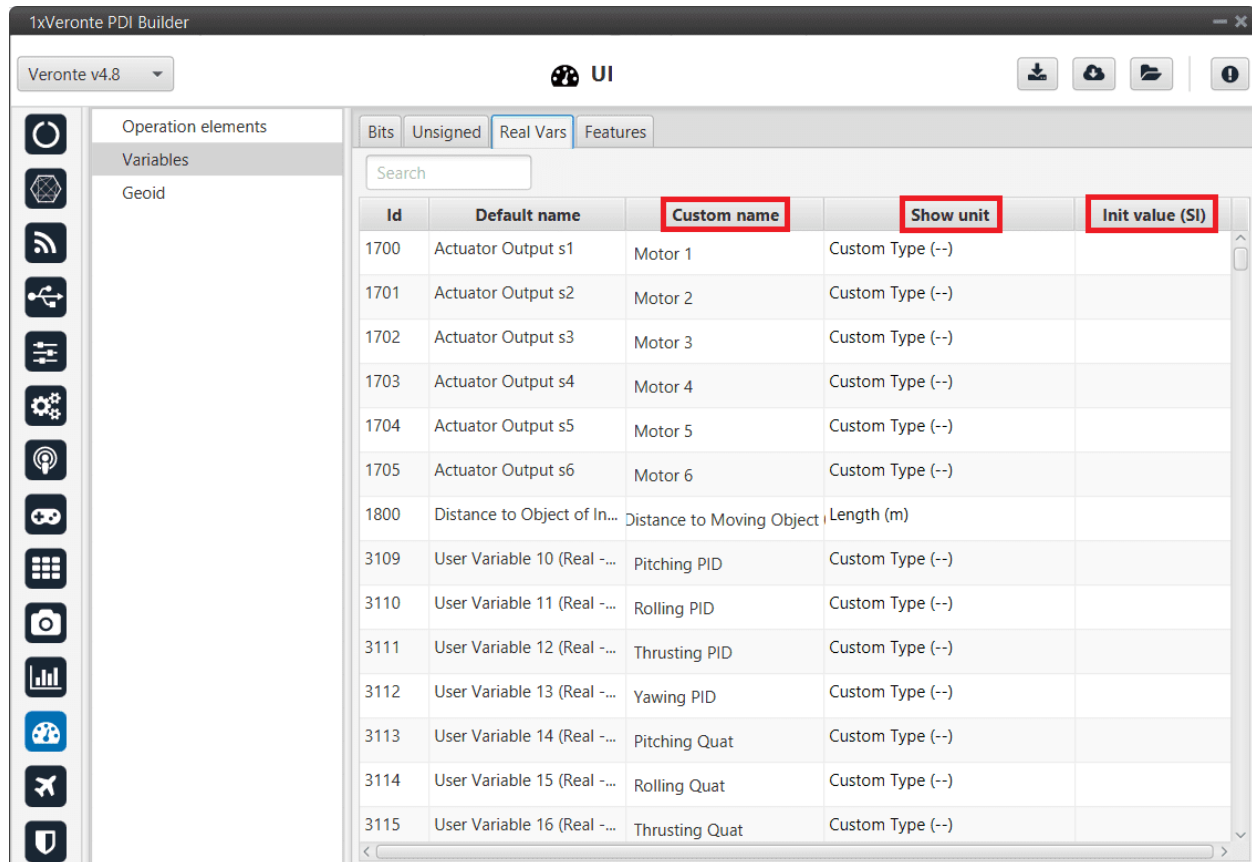 1xVeronte PDI Builder
Veronte v4.8
UI
Operation elements
Variables
Geoid
Bits Unsigned Real Vars Features
Search
Id Default name Custom name Show unit Init value (SI)
1700 Actuator Output s1 Motor 1 Custom Type (--)
1701 Actuator Output s2 Motor 2 Custom Type (--)
1702 Actuator Output s3 Motor 3 Custom Type (--)
1703 Actuator Output s4 Motor 4 Custom Type (--)
1704 Actuator Output s5 Motor 5 Custom Type (--)
1705 Actuator Output s6 Motor 6 Custom Type (--)
1800 Distance to Object of In... Distance to Moving Object Length (m)
3109 User Variable 10 (Real -... Pitching PID Custom Type (--)
3110 User Variable 11 (Real -... Rolling PID Custom Type (--)
3111 User Variable 12 (Real -... Thrusting PID Custom Type (--)
3112 User Variable 13 (Real -... Yawing PID Custom Type (--)
3113 User Variable 14 (Real -... Pitching Quat Custom Type (--)
3114 User Variable 15 (Real -... Rolling Quat Custom Type (--)
3115 User Variable 16 (Real -... Thrusting Quat Custom Type (--)